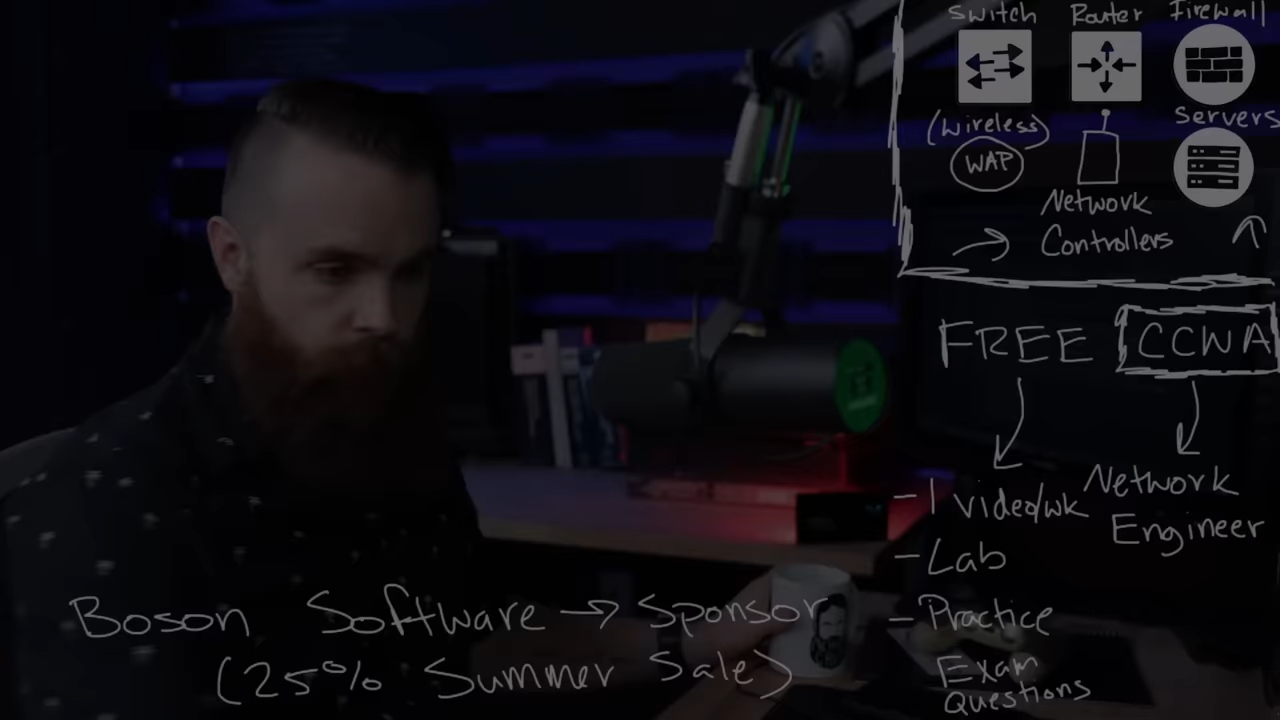 Switch Router Firewall
(Wireless) Servers
WAP
Network
Controllers
FREE CCNA
- 1 video/wk Network
Engineer
- Lab
- Practice
Exam
Questions
Boson Software → Sponsor
(25% Summer Sale)